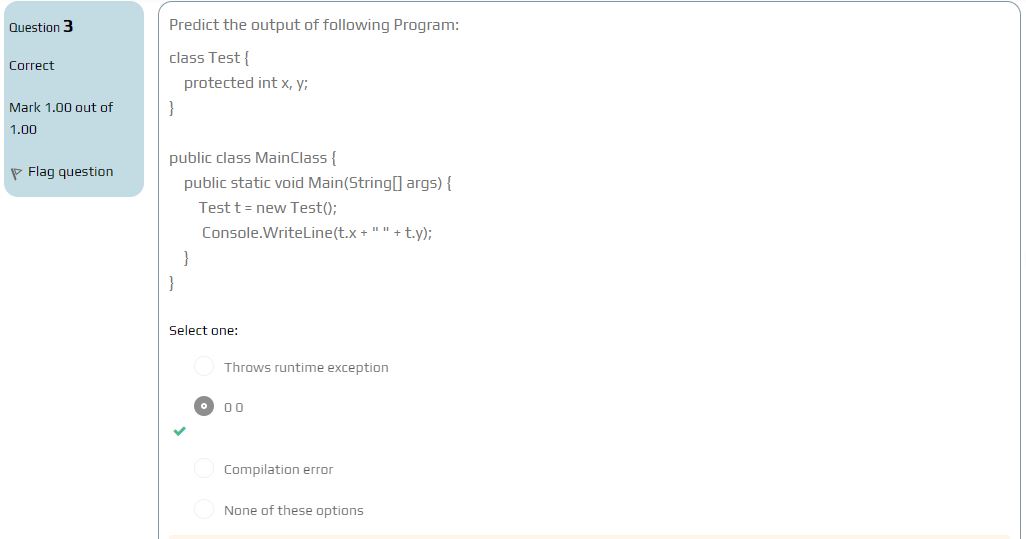 Question 3
Correct
Mark 1.00 out of
1.00
Flag question
Predict the output of following Program:
class Test {
protected int x, y;
}
public class MainClass {
public static void Main(String[] args) {
Test t = new Test();
Console.WriteLine(t.x + " " + t.y);
}
}
Select one:
Throws runtime exception
0 0
Compilation error
None of these options